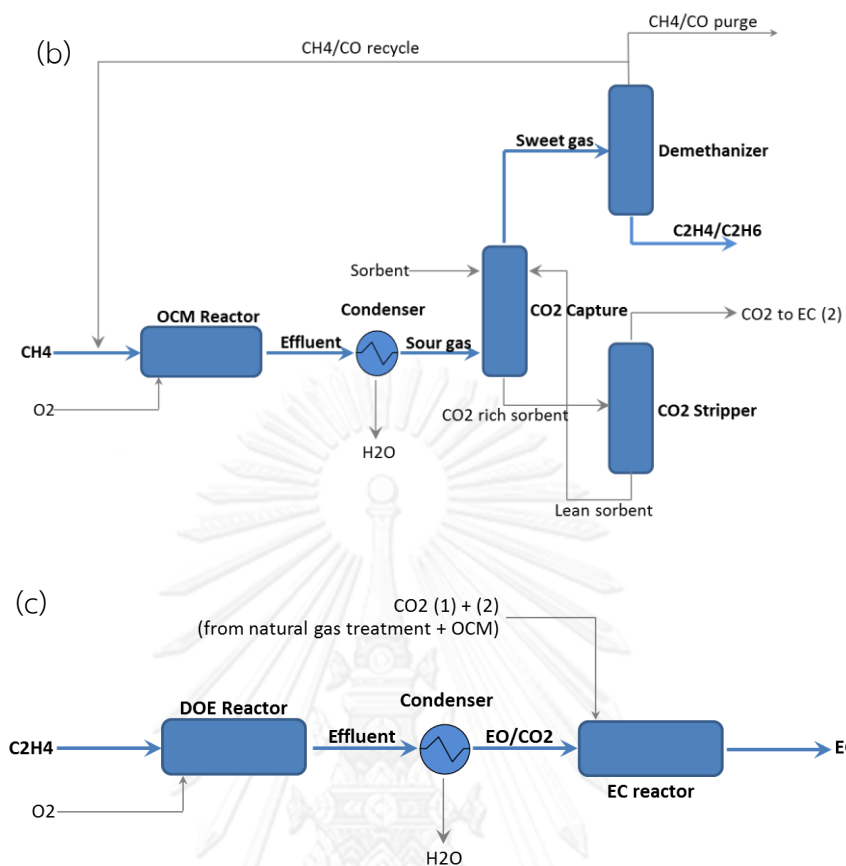 (b)
CH4/CO purge
CH4/CO recycle
Sweet gas
Demethanizer
C2H4/C2H6
Sorbent
Condenser
CO2 Capture
CO2 to EC (2)
OCM Reactor
Effluent
Sour gas
CH4
O2
CO2 rich sorbent
CO2 Stripper
H2O
Lean sorbent
(c)
CO2 (1) + (2)
(from natural gas treatment + OCM)
DOE Reactor
Condenser
Effluent
EO/CO2
C2H4
EC reactor
O2
H2O